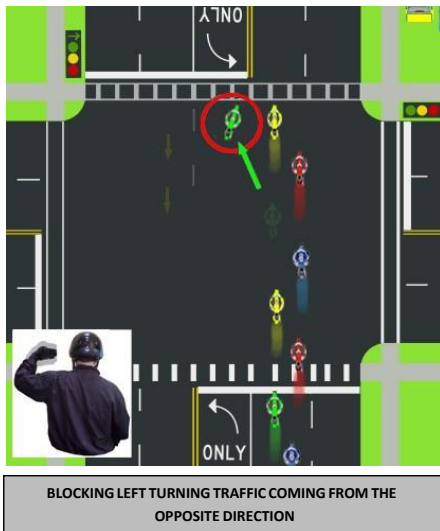 ONLY
ONLY
BLOCKING LEFT TURNING TRAFFIC COMING FROM THE
OPPOSITE DIRECTION